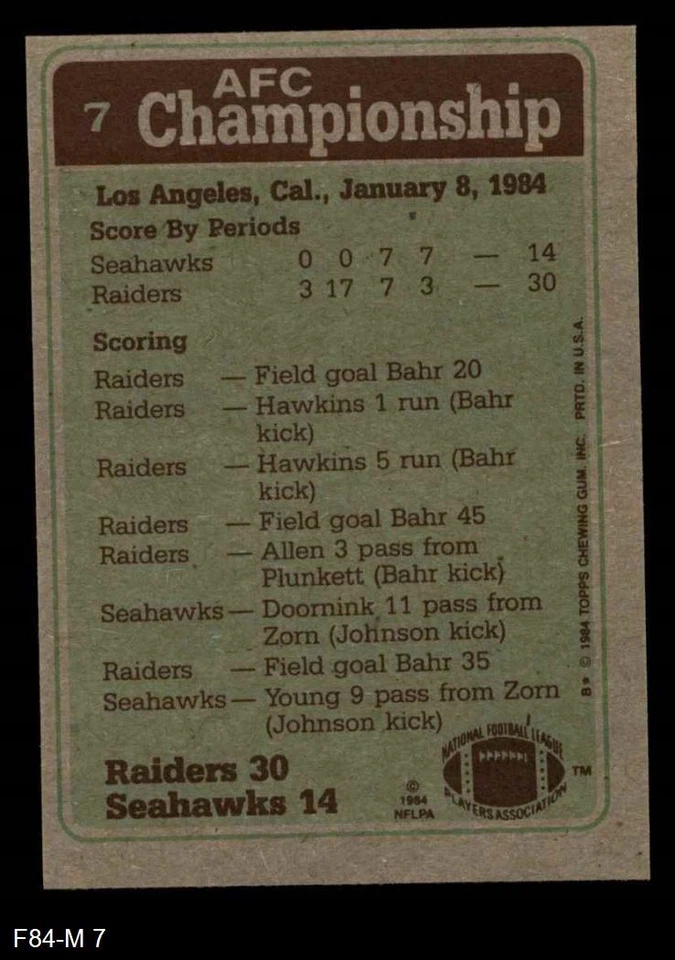 7 AFC
Championship
Los Angeles, Cal., January 8, 1984
Score By Periods
Seahawks 0 0 7 7 — 14
Raiders 3 17 7 3 — 30
Scoring
Raiders — Field goal Bahr 20
Raiders — Hawkins 1 run (Bahr
kick)
Raiders — Hawkins 5 run (Bahr
kick)
Raiders — Field goal Bahr 45
Raiders — Allen 3 pass from
Plunkett (Bahr kick)
Seahawks — Doornink 11 pass from
Zorn (Johnson kick)
Raiders — Field goal Bahr 35
Seahawks — Young 9 pass from Zorn
(Johnson kick)
Raiders 30
Seahawks 14
©
1984
NFLPA
NATIONAL FOOTBALL LEAGUE
PLAYERS ASSOCIATION
TM
B* © 1984 TOPPS CHEWING GUM, INC. PRTD. IN U.S.A.
F84-M 7